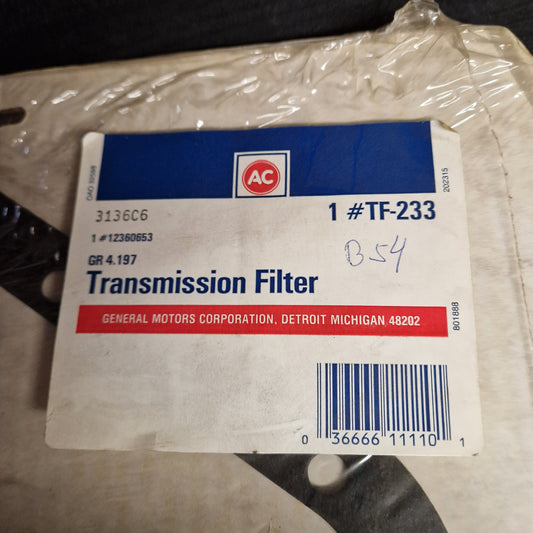 AC
3136C6
1 #TF-233
1 #12360653
B54
GR 4.197
Transmission Filter
GENERAL MOTORS CORPORATION, DETROIT MICHIGAN 48202
202315
801888
0 36666 11110 1